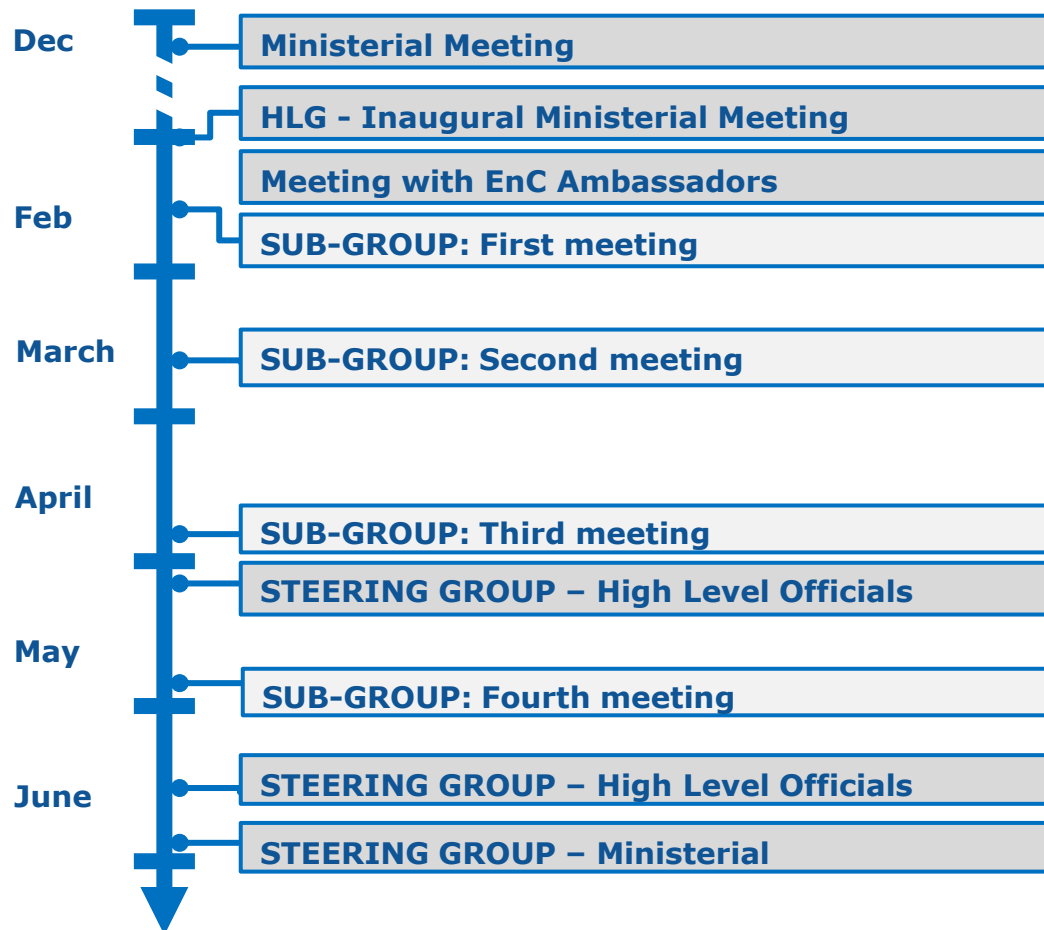 Dec
Ministerial Meeting
HLG - Inaugural Ministerial Meeting
Meeting with EnC Ambassadors
Feb
SUB-GROUP: First meeting
March
SUB-GROUP: Second meeting
April
SUB-GROUP: Third meeting
STEERING GROUP – High Level Officials
May
SUB-GROUP: Fourth meeting
June
STEERING GROUP – High Level Officials
STEERING GROUP – Ministerial